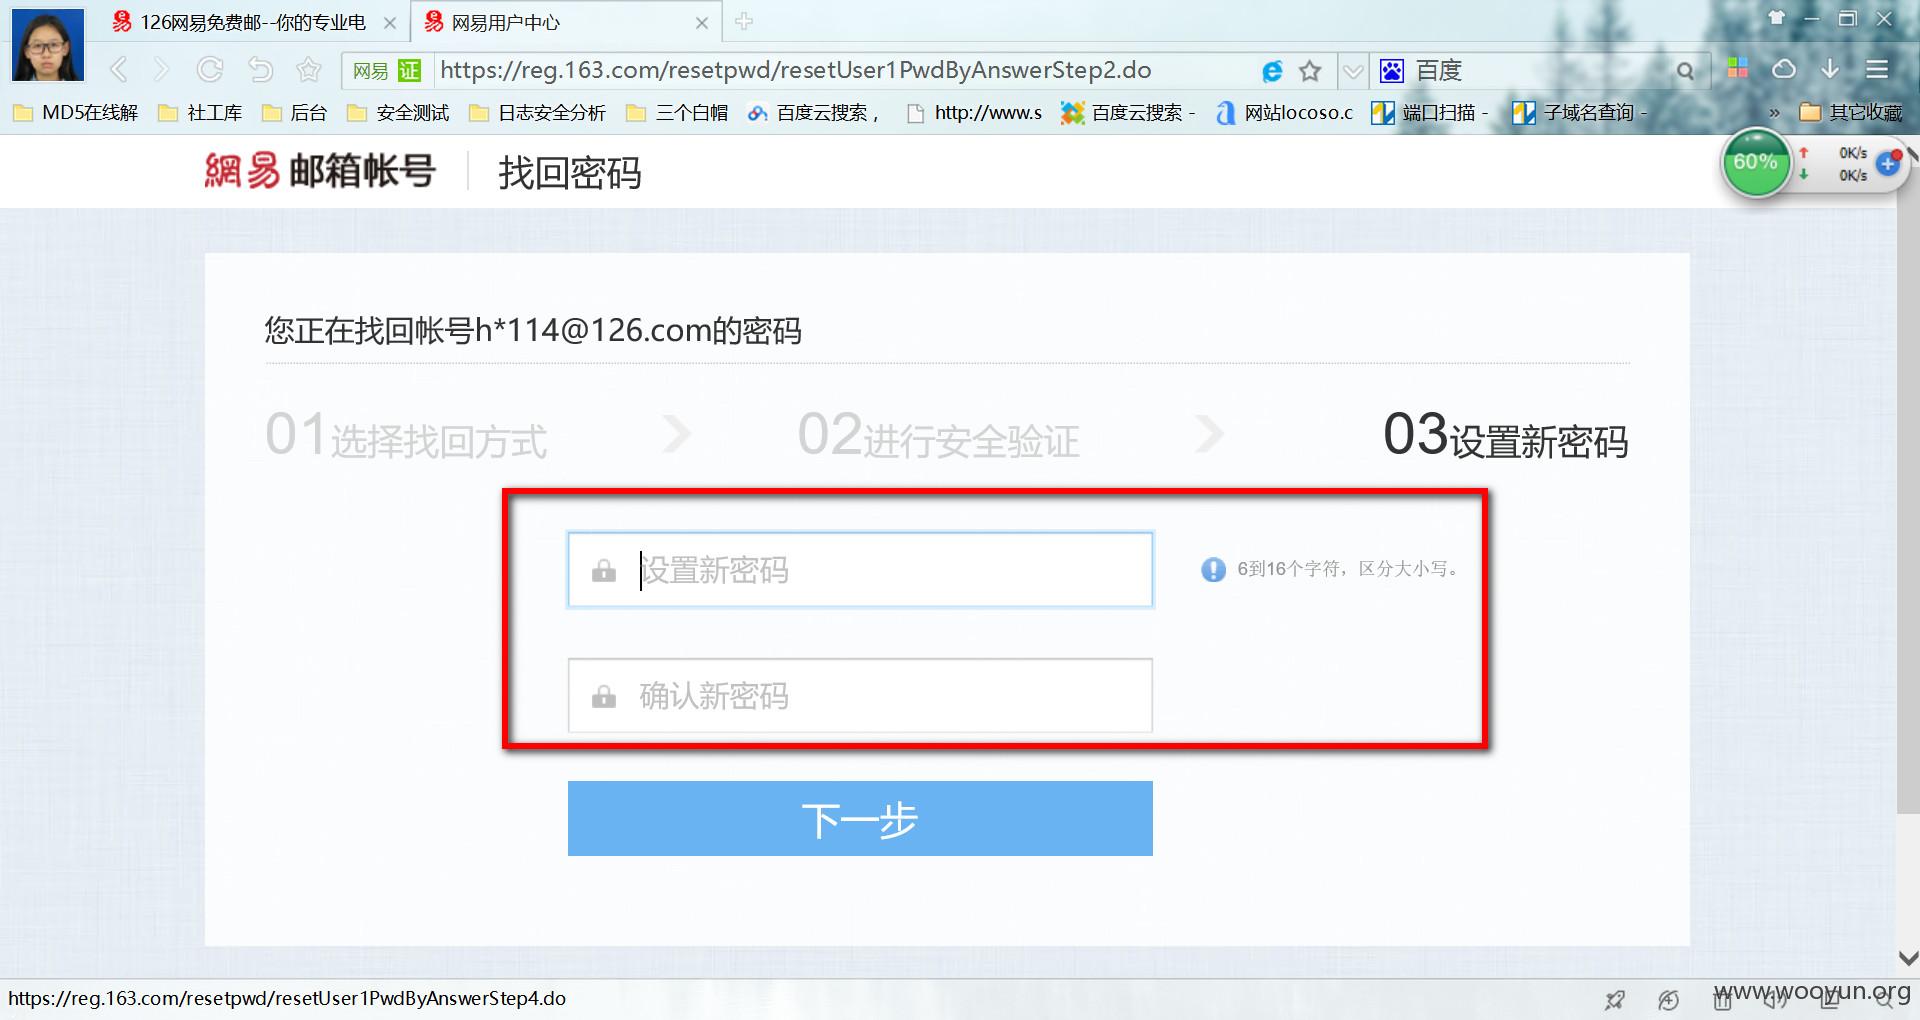 126网易免费邮--你的专业电
网易用户中心
网易 证 https://reg.163.com/resetpwd/resetUser1PwdByAnswerStep2.do 百度
MD5在线解 社工库 后台 安全测试 日志安全分析 三个白帽 百度云搜索， http://www.s 百度云搜索 - 网站locoso.c 端口扫描 - 子域名查询 - » 其它收藏
網易 邮箱帐号 找回密码
60% 0K/s
0K/s
您正在找回帐号h*114@126.com的密码
01选择找回方式 02进行安全验证 03设置新密码
设置新密码 6到16个字符，区分大小写。
确认新密码
下一步
https://reg.163.com/resetpwd/resetUser1PwdByAnswerStep4.do
www.wooyun.org